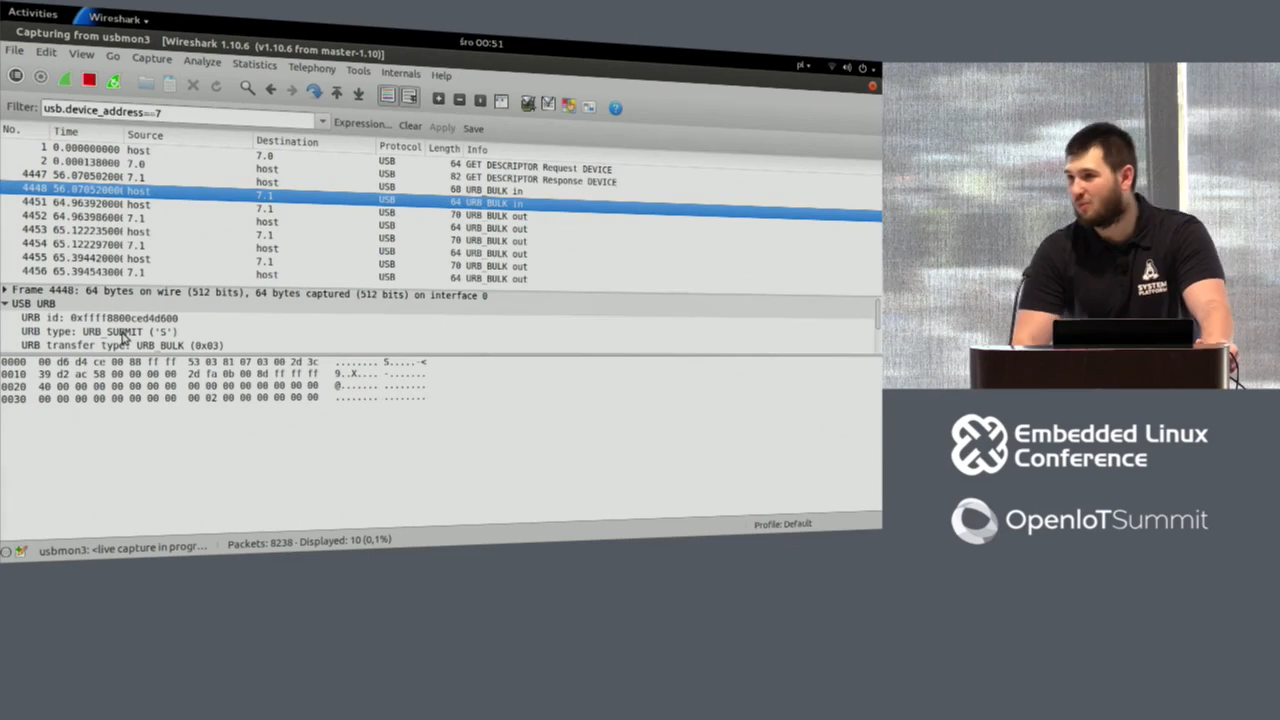 Activities Wireshark
śro 00:51
pl
Capturing from usbmon3 [Wireshark 1.10.6 (v1.10.6 from master-1.10)]
File Edit View Go Capture Analyze Statistics Telephony Tools Internals Help
Filter: usb.device_address==7 Expression... Clear Apply Save
No. Time Source Destination Protocol Length Info
1 0.000000000 host 7.0 USB 64 GET DESCRIPTOR Request DEVICE
2 0.000138000 7.0 host USB 82 GET DESCRIPTOR Response DEVICE
4447 56.07050200( 7.1 host USB 68 URB_BULK in
4448 56.07052000( host 7.1 USB 64 URB_BULK in
4451 64.96392000( host 7.1 USB 70 URB_BULK out
4452 64.96398600( 7.1 host USB 64 URB_BULK out
4453 65.12223500( host 7.1 USB 70 URB_BULK out
4454 65.12229700( 7.1 host USB 64 URB_BULK out
4455 65.39442000( host 7.1 USB 70 URB_BULK out
4456 65.39454300( 7.1 host USB 64 URB_BULK out
Frame 4448: 64 bytes on wire (512 bits), 64 bytes captured (512 bits) on interface 0
USB URB
URB id: 0xffff8800ced4d600
URB type: URB_SUBMIT ('S')
URB transfer type: URB_BULK (0x03)
0000 00 d6 d4 ce 00 88 ff ff 53 03 81 07 03 00 2d 3c ........ S.....-<
0010 39 d2 ac 58 00 00 00 00 2d fa 0b 00 8d ff ff ff 9..X.... -.......
0020 40 00 00 00 00 00 00 00 00 00 00 00 00 00 00 00 @....... ........
0030 00 00 00 00 00 00 00 00 00 02 00 00 00 00 00 00 ........ ........
Profile: Default
usbmon3: <live capture in progr... Packets: 8238 · Displayed: 10 (0,1%)
SYSTEM
PLATFORM
Embedded Linux
Conference
OpenIoTSummit